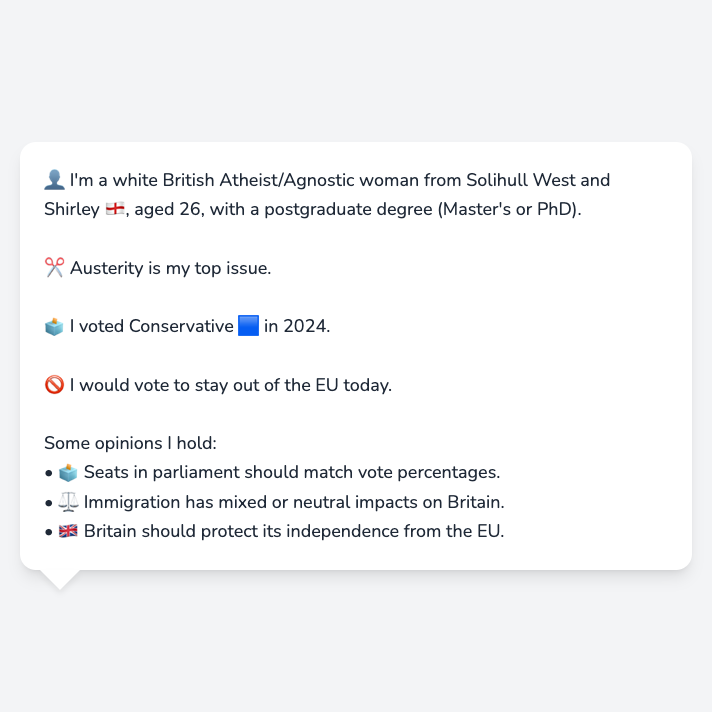 👤 I'm a white British Atheist/Agnostic woman from Solihull West and
Shirley 🏴󠁧󠁢󠁥󠁮󠁧󠁿, aged 26, with a postgraduate degree (Master's or PhD).
✂️ Austerity is my top issue.
🗳️ I voted Conservative 🟦 in 2024.
🚫 I would vote to stay out of the EU today.
Some opinions I hold:
• 🗳️ Seats in parliament should match vote percentages.
• ⚖️ Immigration has mixed or neutral impacts on Britain.
• 🇬🇧 Britain should protect its independence from the EU.